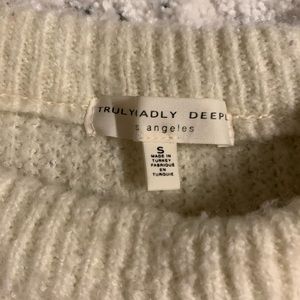 TRULY MADLY DEEPL
s angeles
S
MADE IN
TURKEY
FABRIQUE
EN
TURQUIE